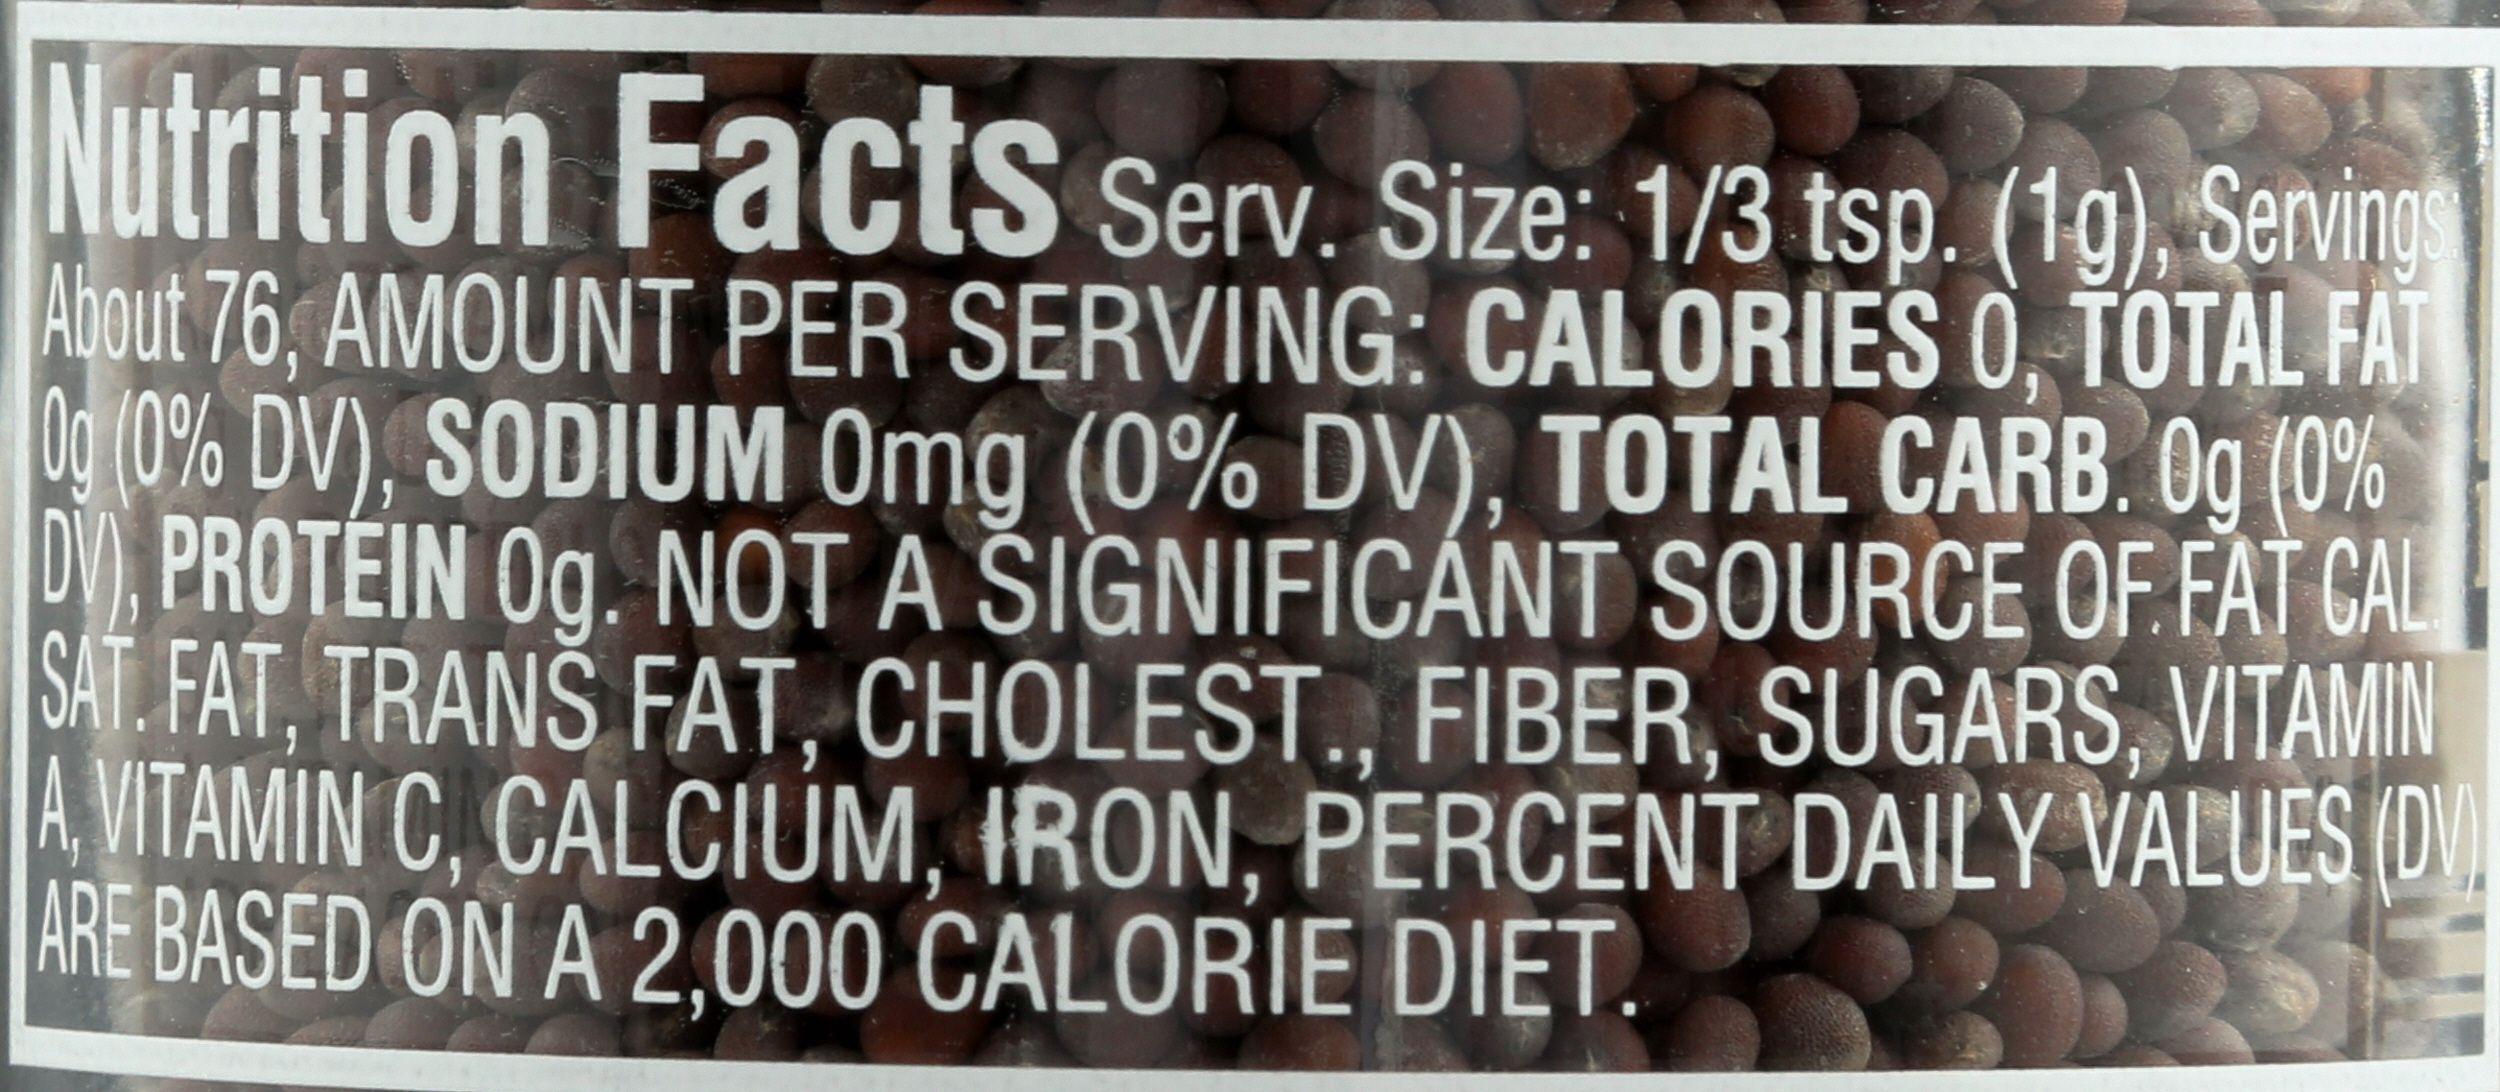 Nutrition Facts Serv. Size: 1/3 tsp. (1g), Servings:
About 76, AMOUNT PER SERVING: CALORIES 0, TOTAL FAT
0g (0% DV), SODIUM 0mg (0% DV), TOTAL CARB. 0g (0%
DV), PROTEIN 0g. NOT A SIGNIFICANT SOURCE OF FAT CAL.
SAT. FAT, TRANS FAT, CHOLEST., FIBER, SUGARS, VITAMIN
A, VITAMIN C, CALCIUM, IRON, PERCENT DAILY VALUES (DV)
ARE BASED ON A 2,000 CALORIE DIET.